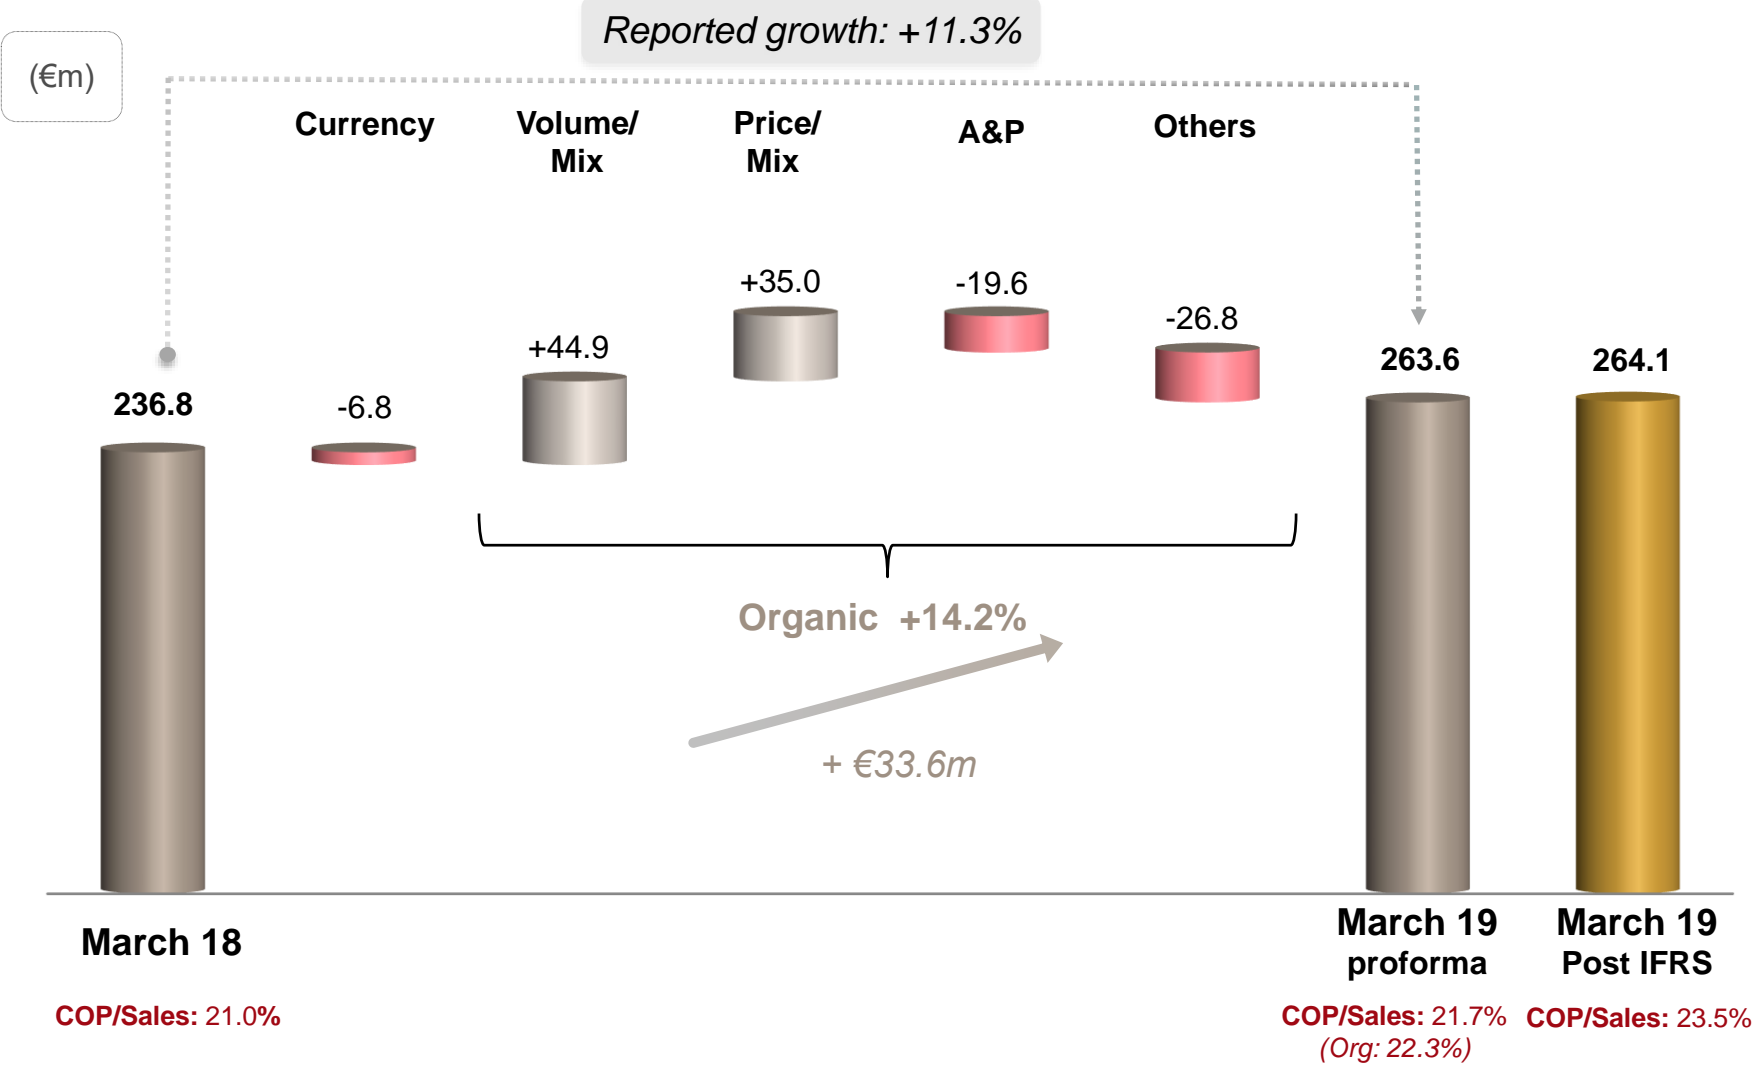 Reported growth: +11.3%
(€m)
Currency
Volume/
Mix
Price/
Mix
A&P
Others
236.8
-6.8
+44.9
+35.0
-19.6
-26.8
263.6
264.1
Organic +14.2%
+ €33.6m
March 18
March 19
proforma
March 19
Post IFRS
COP/Sales: 21.0%
COP/Sales: 21.7%
(Org: 22.3%)
COP/Sales: 23.5%